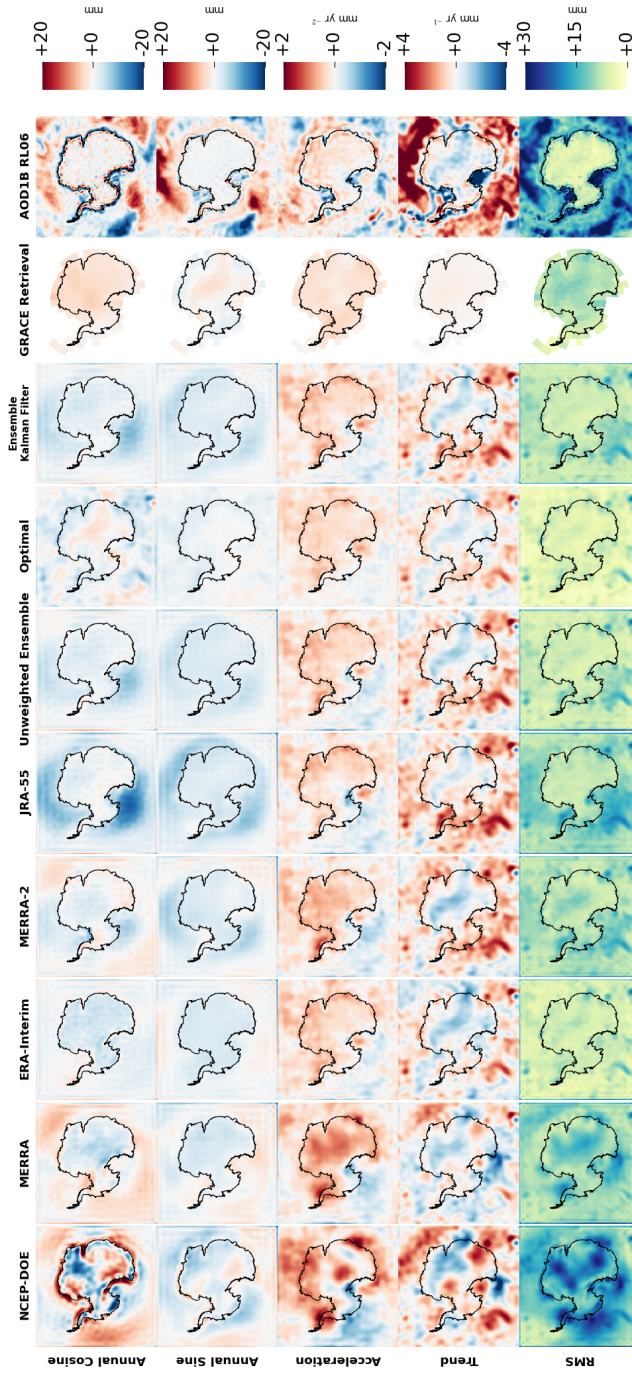 NCEP-DOE
MERRA
ERA-Interim
MERRA-2
JRA-55
Unweighted Ensemble
Optimal
Ensemble
Kalman Filter
GRACE Retrieval
AOD1B RL06
Annual Cosine
+20
+0
-20
mm
Annual Sine
+20
+0
-20
mm
Acceleration
+2
+0
-2
mm yr⁻²
Trend
+4
+0
-4
mm yr⁻¹
RMS
+30
+15
+0
mm